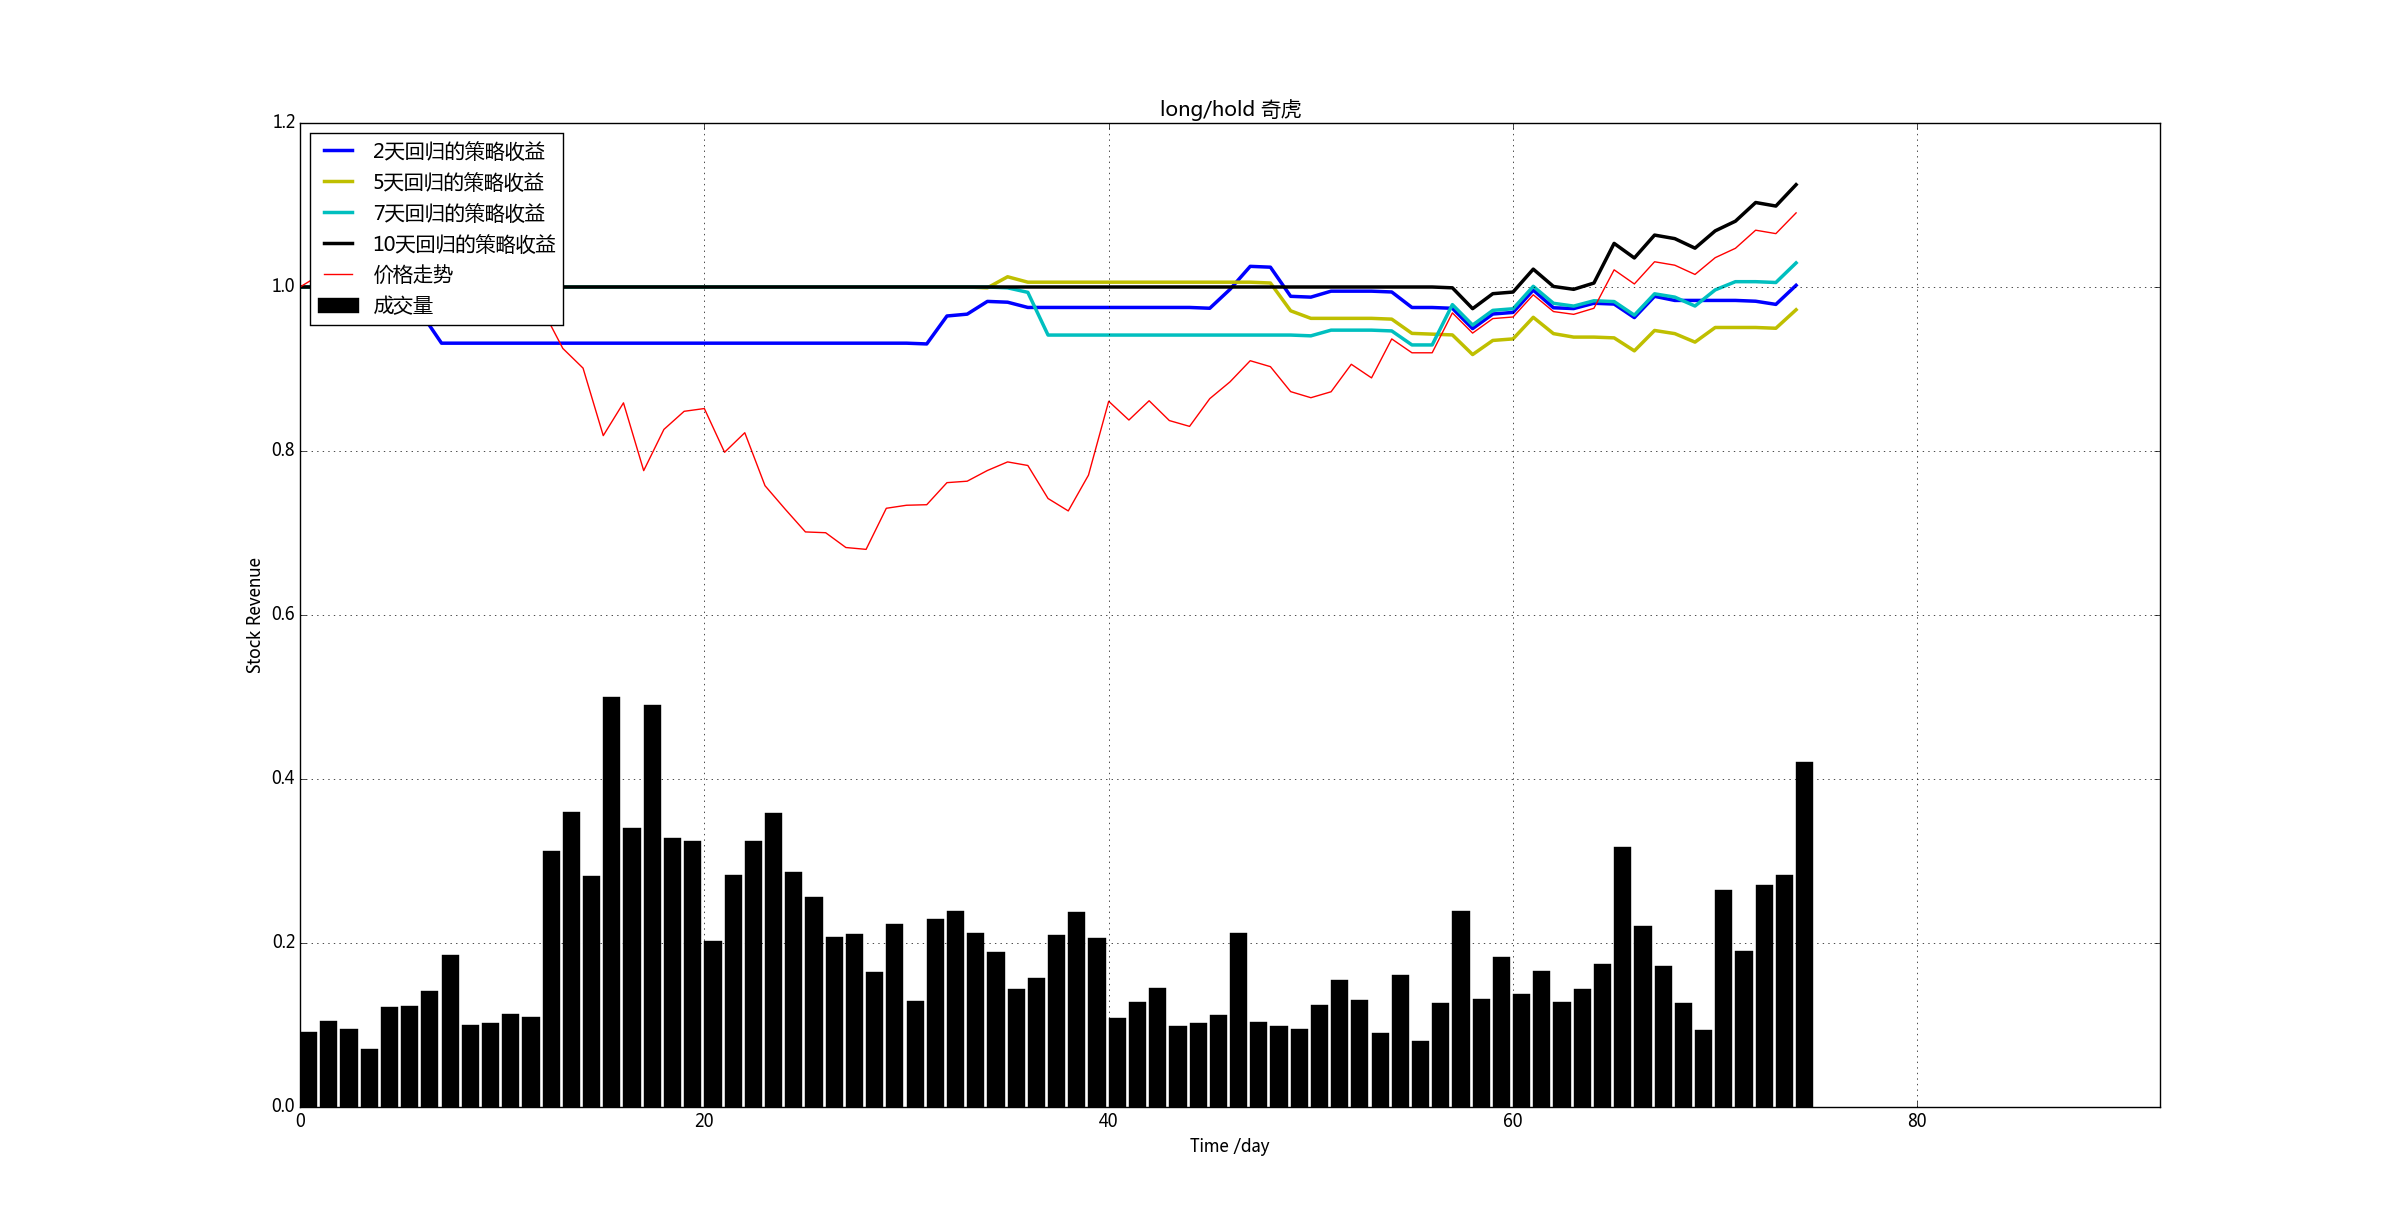 long/hold 奇虎
1.2
1.0
0.8
0.6
0.4
0.2
0.0
2天回归的策略收益
5天回归的策略收益
7天回归的策略收益
10天回归的策略收益
价格走势
成交量
Stock Revenue
0 20 40 60 80
Time /day